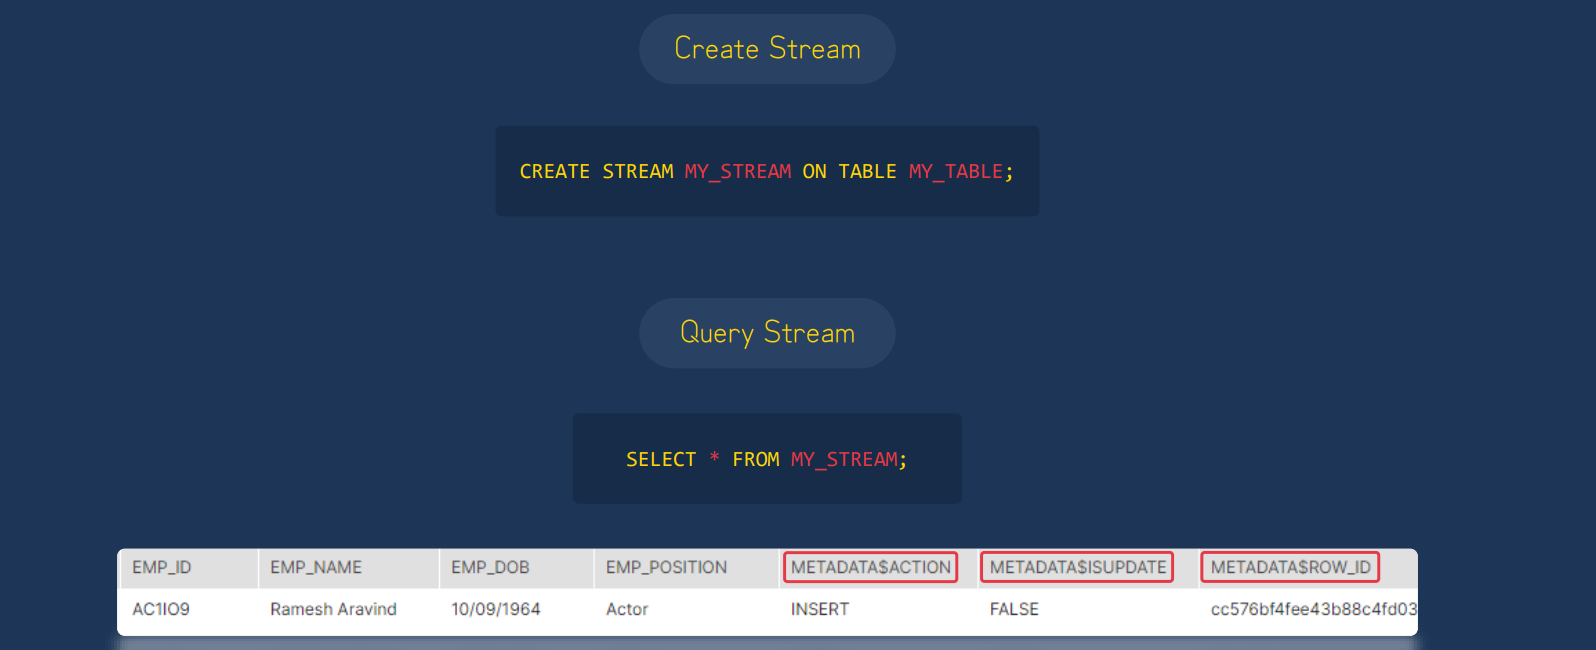 Create Stream
CREATE STREAM MY_STREAM ON TABLE MY_TABLE;
Query Stream
SELECT * FROM MY_STREAM;
EMP_ID EMP_NAME EMP_DOB EMP_POSITION METADATA$ACTION METADATA$ISUPDATE METADATA$ROW_ID
AC1IO9 Ramesh Aravind 10/09/1964 Actor INSERT FALSE cc576bf4fee43b88c4fd03